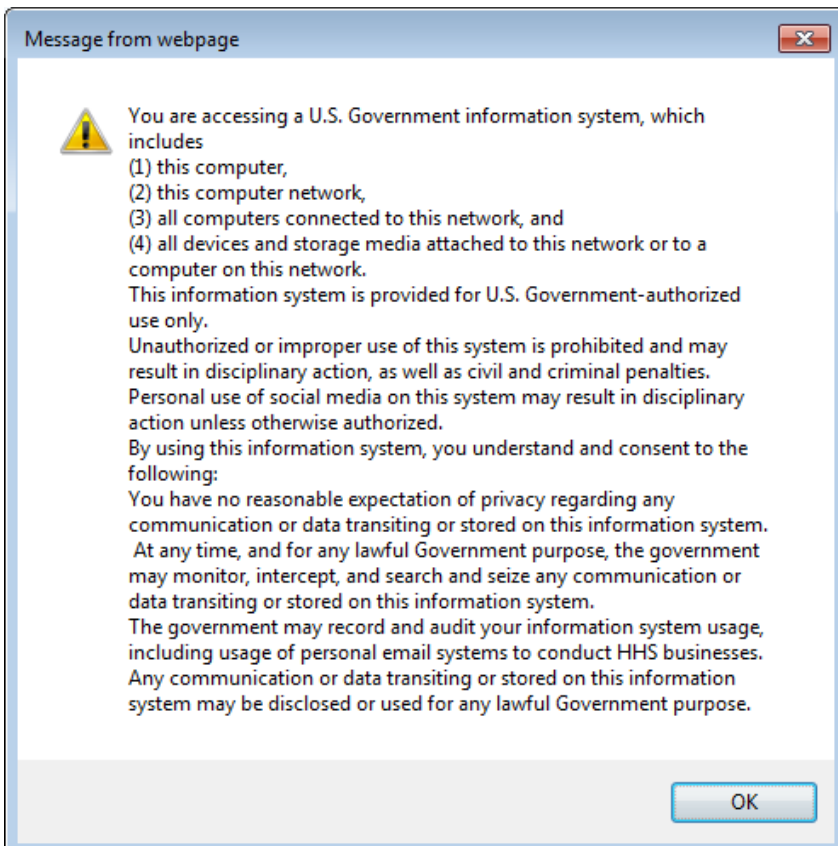 Message from webpage
You are accessing a U.S. Government information system, which
includes
(1) this computer,
(2) this computer network,
(3) all computers connected to this network, and
(4) all devices and storage media attached to this network or to a
computer on this network.
This information system is provided for U.S. Government-authorized
use only.
Unauthorized or improper use of this system is prohibited and may
result in disciplinary action, as well as civil and criminal penalties.
Personal use of social media on this system may result in disciplinary
action unless otherwise authorized.
By using this information system, you understand and consent to the
following:
You have no reasonable expectation of privacy regarding any
communication or data transiting or stored on this information system.
At any time, and for any lawful Government purpose, the government
may monitor, intercept, and search and seize any communication or
data transiting or stored on this information system.
The government may record and audit your information system usage,
including usage of personal email systems to conduct HHS businesses.
Any communication or data transiting or stored on this information
system may be disclosed or used for any lawful Government purpose.
OK